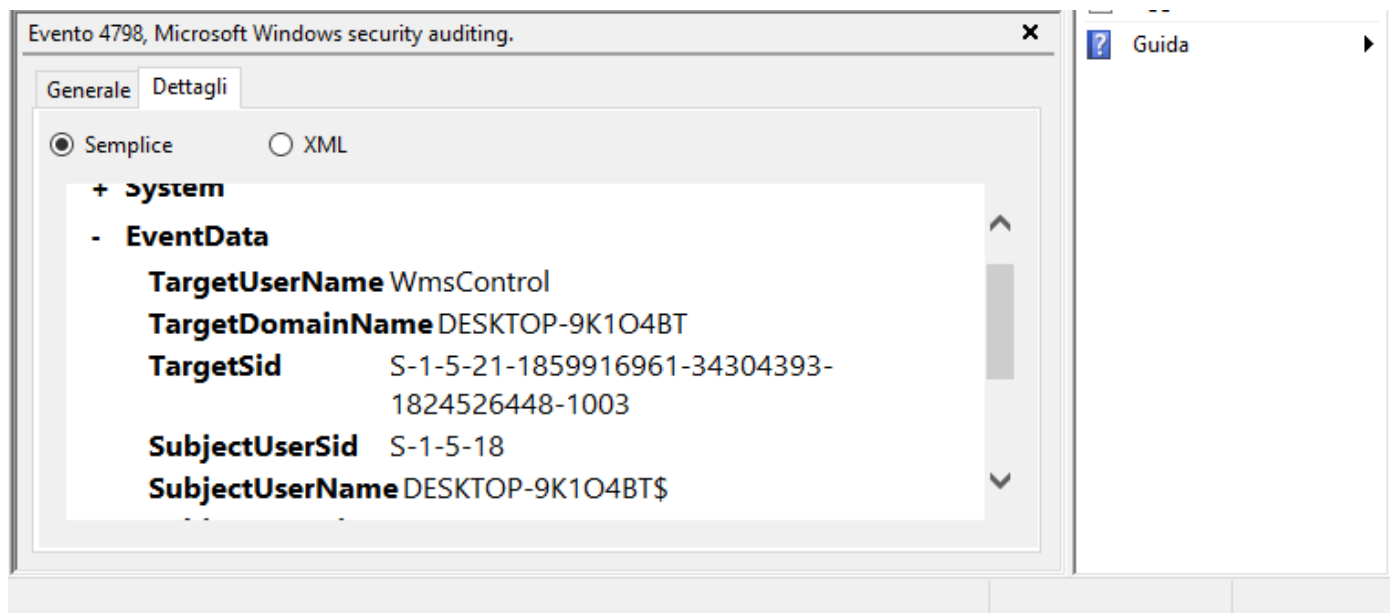 Evento 4798, Microsoft Windows security auditing.
Guida
Generale Dettagli
Semplice XML
+ System
- EventData
TargetUserName WmsControl
TargetDomainName DESKTOP-9K1O4BT
TargetSid S-1-5-21-1859916961-34304393-
1824526448-1003
SubjectUserSid S-1-5-18
SubjectUserName DESKTOP-9K1O4BT$